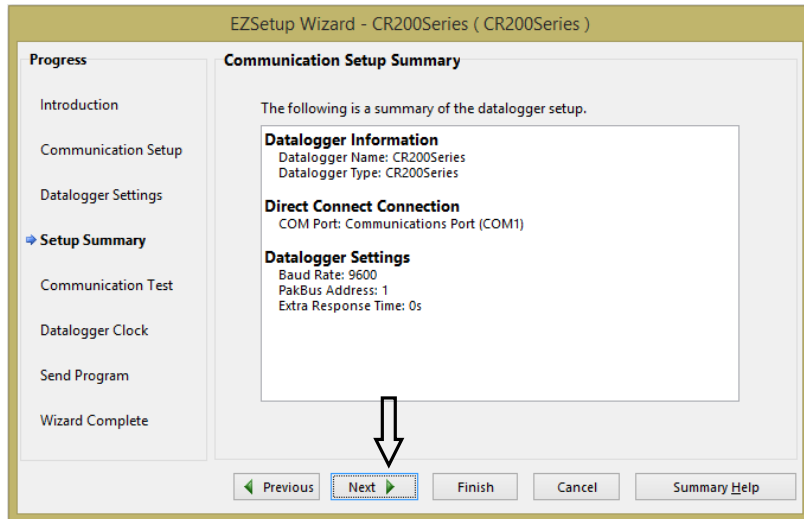 EZSetup Wizard - CR200Series ( CR200Series )
Progress
Introduction
Communication Setup
Datalogger Settings
Setup Summary
Communication Test
Datalogger Clock
Send Program
Wizard Complete
Communication Setup Summary
The following is a summary of the datalogger setup.
Datalogger Information
Datalogger Name: CR200Series
Datalogger Type: CR200Series
Direct Connect Connection
COM Port: Communications Port (COM1)
Datalogger Settings
Baud Rate: 9600
PakBus Address: 1
Extra Response Time: 0s
Previous Next Finish Cancel Summary Help